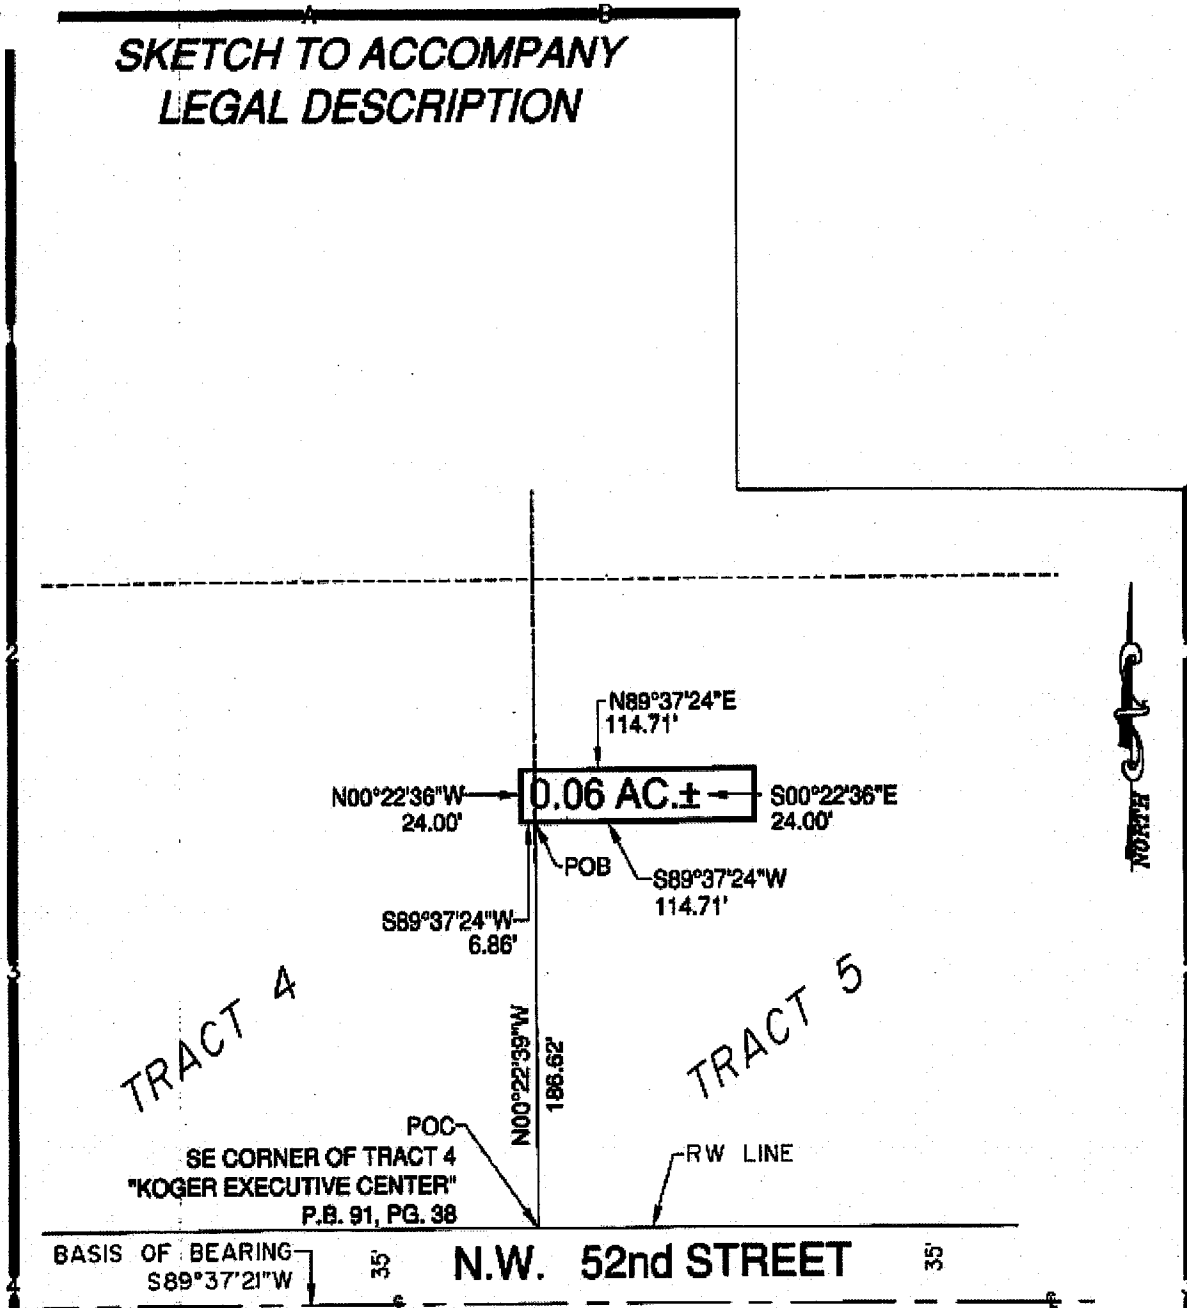 A B
SKETCH TO ACCOMPANY
LEGAL DESCRIPTION
2
N89°37'24"E
114.71'
N00°22'36"W
24.00'
0.06 AC.±
S00°22'36"E
24.00'
NORTH
POB
S89°37'24"W
114.71'
S89°37'24"W
6.86'
3
TRACT 4
TRACT 5
N00°22'39"W
186.62'
POC
SE CORNER OF TRACT 4
"KOGER EXECUTIVE CENTER"
P.B. 91, PG. 38
RW LINE
BASIS OF BEARING
S89°37'21"W
35'
N.W. 52nd STREET
35'
4